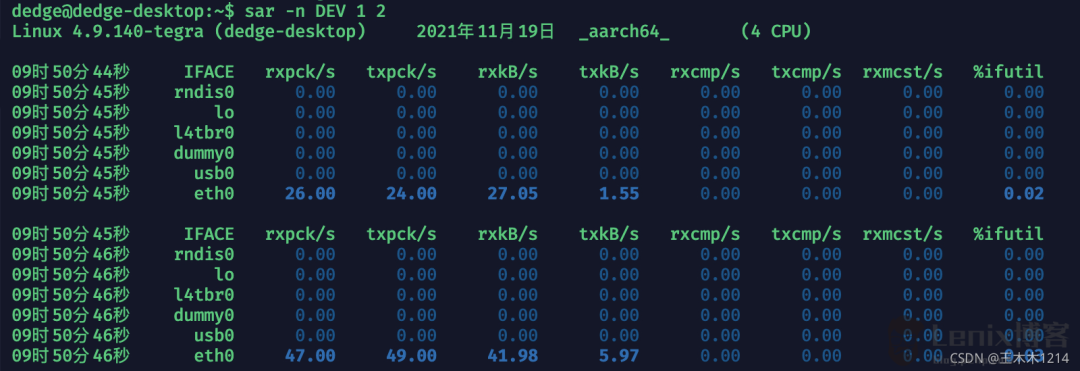 dedge@dedge-desktop:~$ sar -n DEV 1 2
Linux 4.9.140-tegra (dedge-desktop) 2021年11月19日 _aarch64_ (4 CPU)
09时50分44秒 IFACE rxpck/s txpck/s rxkB/s txkB/s rxcmp/s txcmp/s rxmcst/s %ifutil
09时50分45秒 rndis0 0.00 0.00 0.00 0.00 0.00 0.00 0.00 0.00
09时50分45秒 lo 0.00 0.00 0.00 0.00 0.00 0.00 0.00 0.00
09时50分45秒 l4tbr0 0.00 0.00 0.00 0.00 0.00 0.00 0.00 0.00
09时50分45秒 dummy0 0.00 0.00 0.00 0.00 0.00 0.00 0.00 0.00
09时50分45秒 usb0 0.00 0.00 0.00 0.00 0.00 0.00 0.00 0.00
09时50分45秒 eth0 26.00 24.00 27.05 1.55 0.00 0.00 0.00 0.02
09时50分45秒 IFACE rxpck/s txpck/s rxkB/s txkB/s rxcmp/s txcmp/s rxmcst/s %ifutil
09时50分46秒 rndis0 0.00 0.00 0.00 0.00 0.00 0.00 0.00 0.00
09时50分46秒 lo 0.00 0.00 0.00 0.00 0.00 0.00 0.00 0.00
09时50分46秒 l4tbr0 0.00 0.00 0.00 0.00 0.00 0.00 0.00 0.00
09时50分46秒 dummy0 0.00 0.00 0.00 0.00 0.00 0.00 0.00 0.00
09时50分46秒 usb0 0.00 0.00 0.00 0.00 0.00 0.00 0.00 0.00
09时50分46秒 eth0 47.00 49.00 41.98 5.97 0.00 0.00
Lenix博客
CSDN @王木木1214